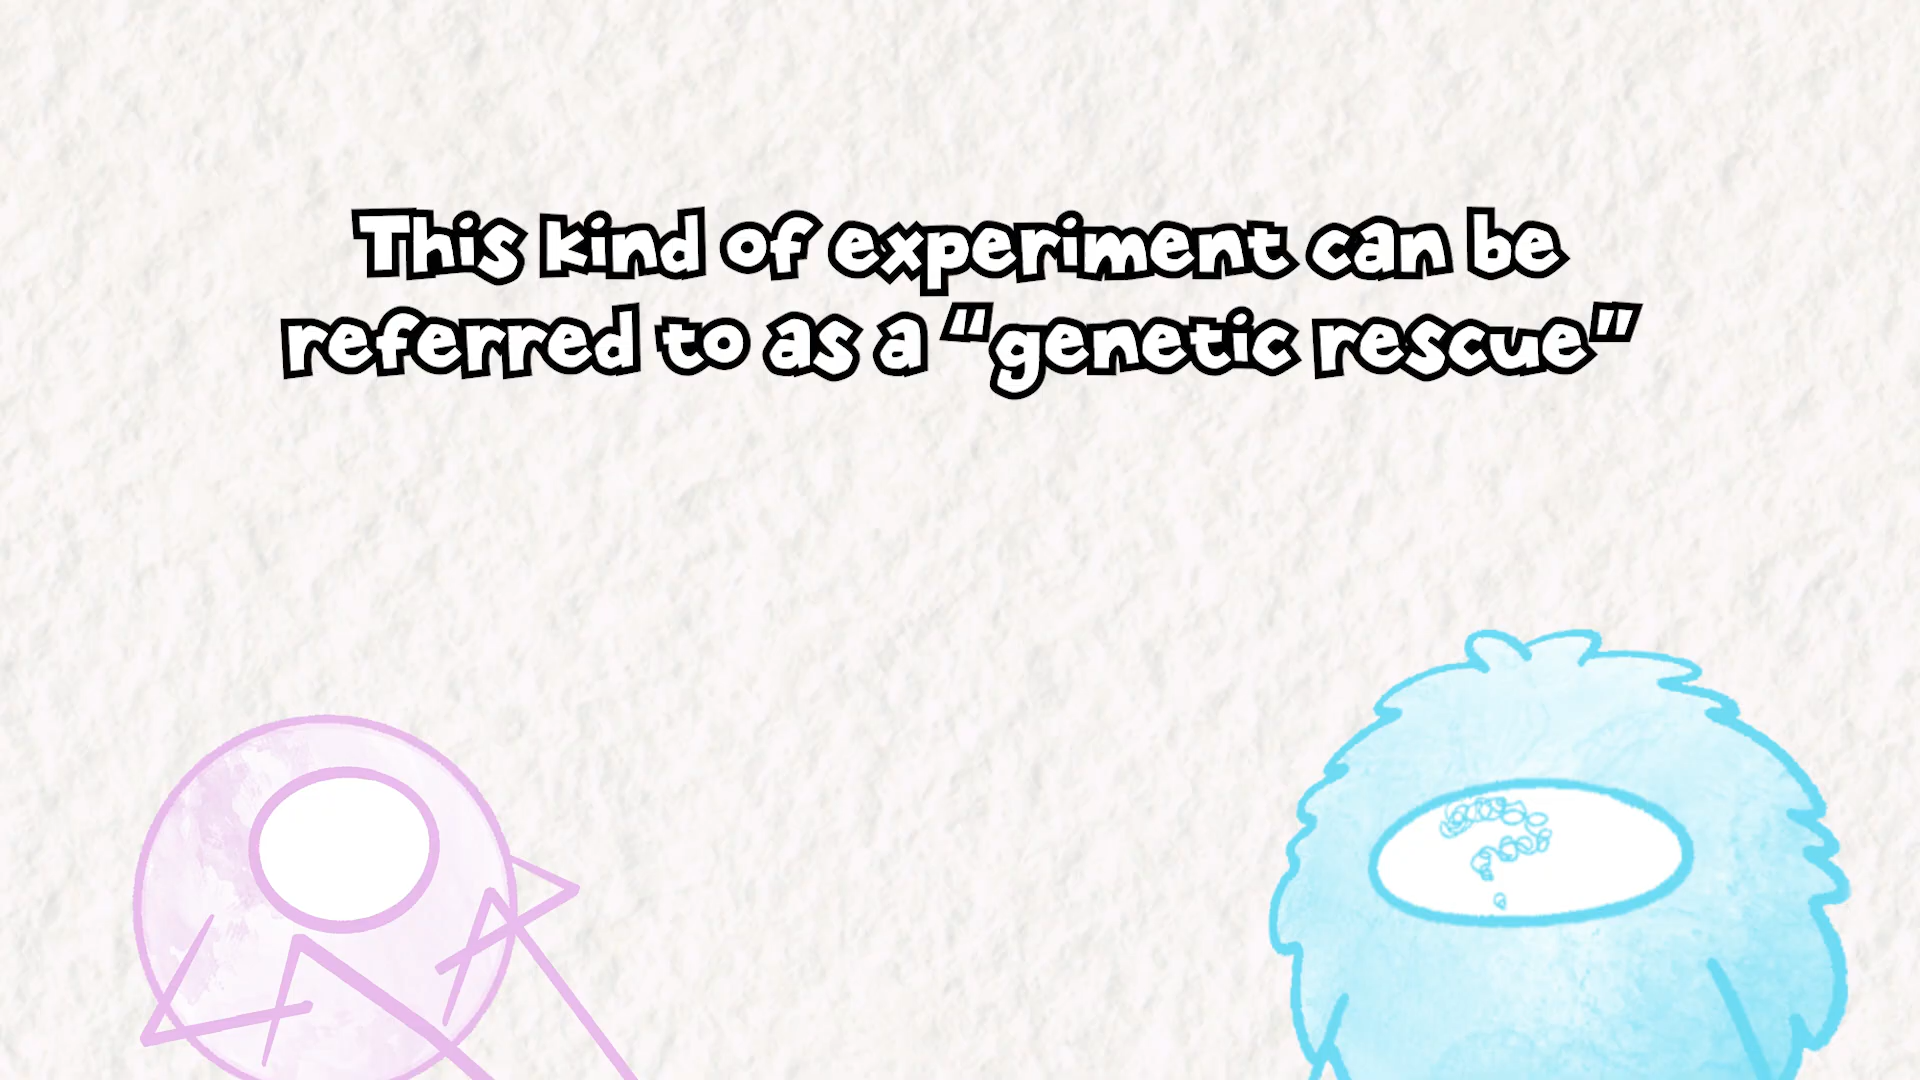 This kind of experiment can be
referred to as a "genetic rescue"